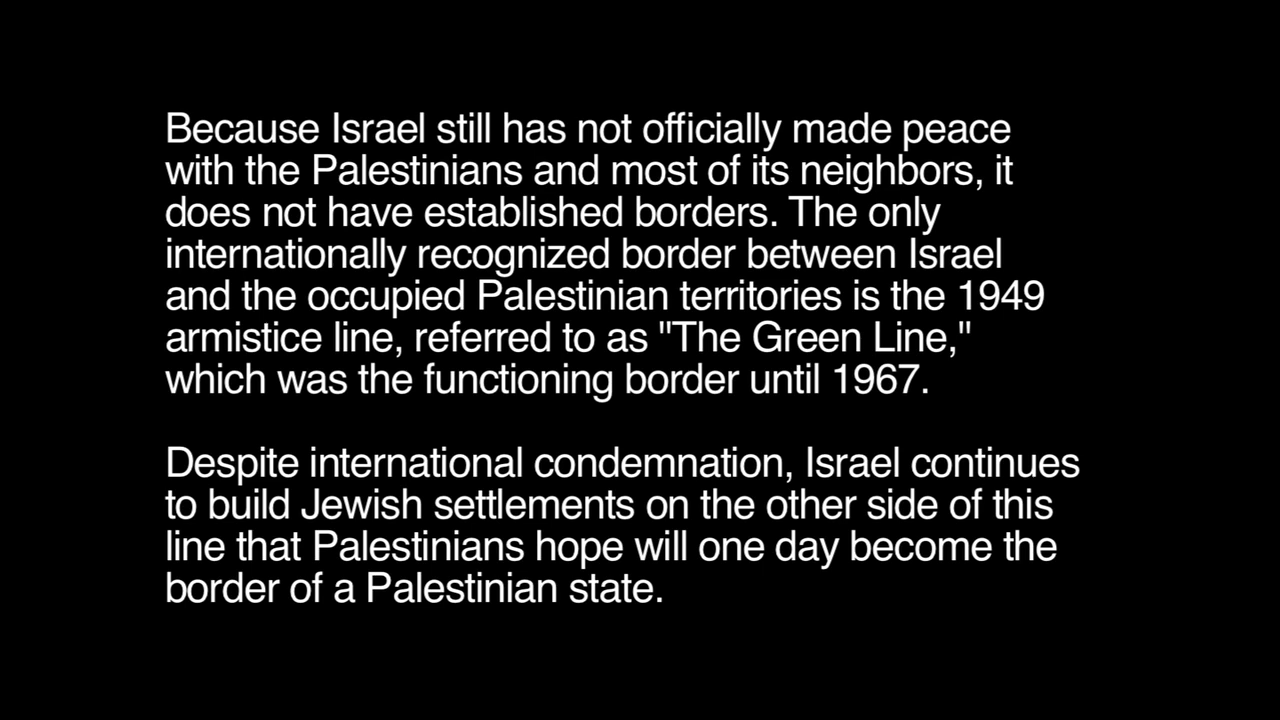 Because Israel still has not officially made peace
with the Palestinians and most of its neighbors, it
does not have established borders. The only
internationally recognized border between Israel
and the occupied Palestinian territories is the 1949
armistice line, referred to as "The Green Line,"
which was the functioning border until 1967.
Despite international condemnation, Israel continues
to build Jewish settlements on the other side of this
line that Palestinians hope will one day become the
border of a Palestinian state.